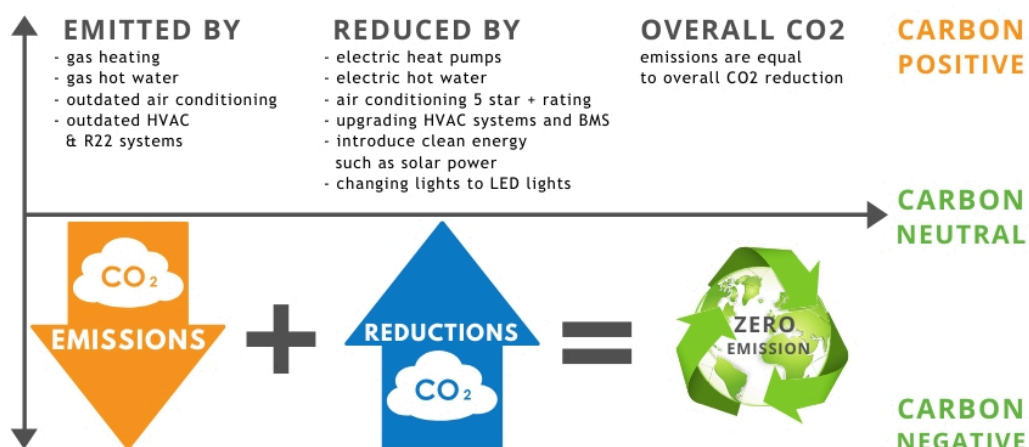 EMITTED BY
- gas heating
- gas hot water
- outdated air conditioning
- outdated HVAC
& R22 systems
REDUCED BY
- electric heat pumps
- electric hot water
- air conditioning 5 star + rating
- upgrading HVAC systems and BMS
- introduce clean energy
such as solar power
- changing lights to LED lights
OVERALL CO2
emissions are equal
to overall CO2 reduction
CARBON
POSITIVE
CARBON
NEUTRAL
CO2
EMISSIONS
+
REDUCTIONS
CO2
=
ZERO
EMISSION
CARBON
NEGATIVE